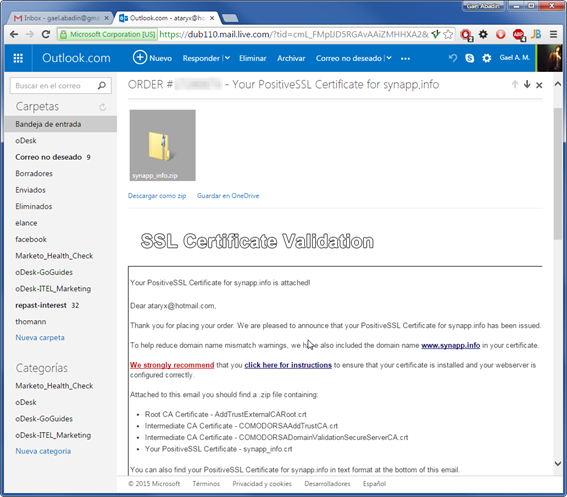 Gael Abadin
Inbox - gael.abadin@gma
Outlook.com - ataryx@hot
Microsoft Corporation [US]
https://dub110.mail.live.com/?tid=cmL_FMpIJD5RGAvAAiZMHHXA2&
Outlook.com
Nuevo
Responder
Eliminar
Archivar
Correo no deseado
Gael A. M.
Buscar en el correo
ORDER # - Your PositiveSSL Certificate for synapp,info
Carpetas
Bandeja de entrada
oDesk
Correo no deseado 9
Borradores
Enviados
Eliminados
elance
facebook
Marketo_Health_Check
oDesk-GoGuides
oDesk-ITEL_Marketing
repast-interest 32
thomann
Nueva carpeta
Categorías
Marketo_Health_Check
oDesk
oDesk-GoGuides
oDesk-ITEL_Marketing
Nueva categoría
synapp_info.zip
Descargar como zip
Guardar en OneDrive
SSL Certificate Validation
Your PositiveSSL Certificate for synapp.info is attached!
Dear ataryx@hotmail.com,
Thank you for placing your order. We are pleased to announce that your PositiveSSL Certificate for synapp.info has been issued.
To help reduce domain name mismatch warnings, we have also included the domain name www.synapp.info in your certificate.
We strongly recommend that you click here for instructions to ensure that your certificate is installed and your webserver is
configured correctly.
Attached to this email you should find a .zip file containing:
• Root CA Certificate - AddTrustExternalCARoot.crt
• Intermediate CA Certificate - COMODORSAAddTrustCA.crt
• Intermediate CA Certificate - COMODORSADomainValidationSecureServerCA.crt
• Your PositiveSSL Certificate - synapp_info.crt
You can also find your PositiveSSL Certificate for synapp.info in text format at the bottom of this email.
© 2015 Microsoft
Términos
Privacidad y cookies
Desarrolladores
Español